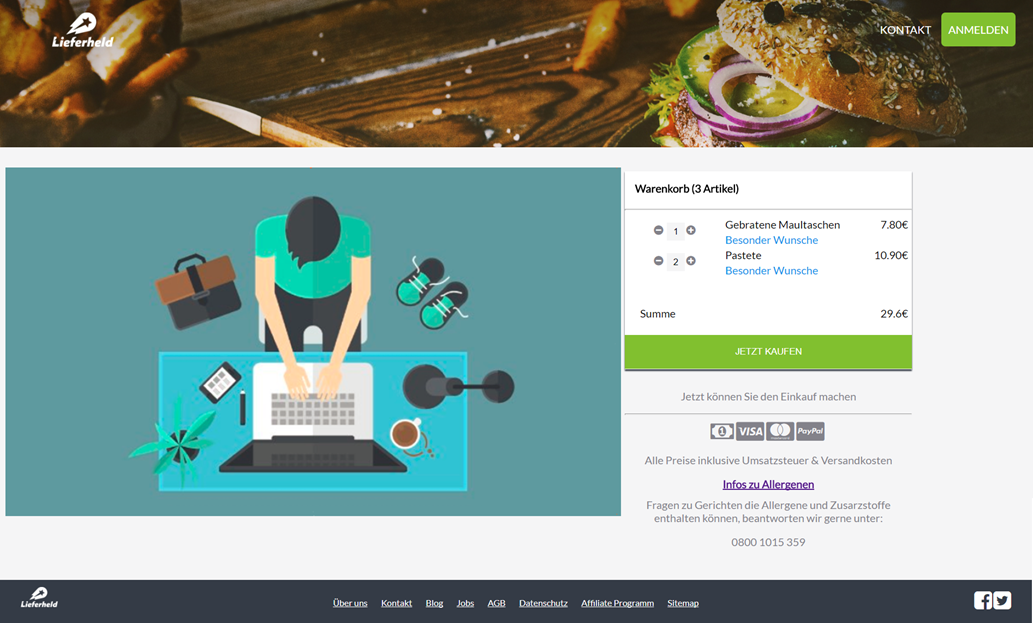 Lieferheld
KONTAKT
ANMELDEN
Warenkorb (3 Artikel)
1 Gebratene Maultaschen 7.80€
Besonder Wunsche
2 Pastete 10.90€
Besonder Wunsche
Summe 29.6€
JETZT KAUFEN
Jetzt können Sie den Einkauf machen
1 VISA PayPal
Alle Preise inklusive Umsatzsteuer & Versandkosten
Infos zu Allergenen
Fragen zu Gerichten die Allergene und Zusarzstoffe
enthalten können, beantworten wir gerne unter:
0800 1015 359
Lieferheld
Über uns Kontakt Blog Jobs AGB Datenschutz Affiliate Programm Sitemap